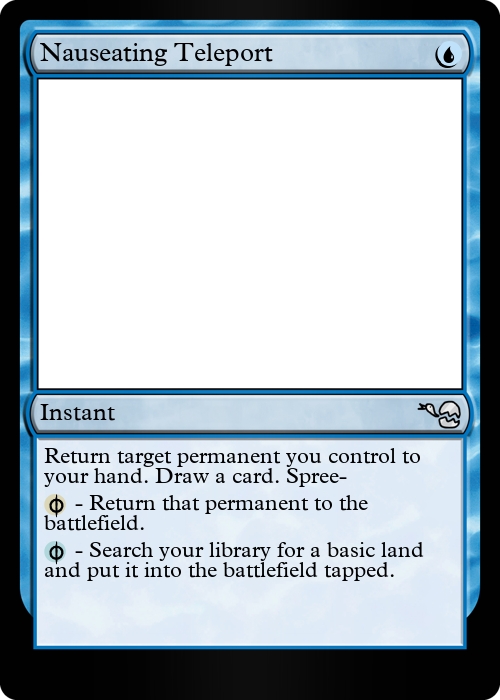 Nauseating Teleport
Instant
Return target permanent you control to
your hand. Draw a card. Spree-
- Return that permanent to the
battlefield.
- Search your library for a basic land
and put it into the battlefield tapped.